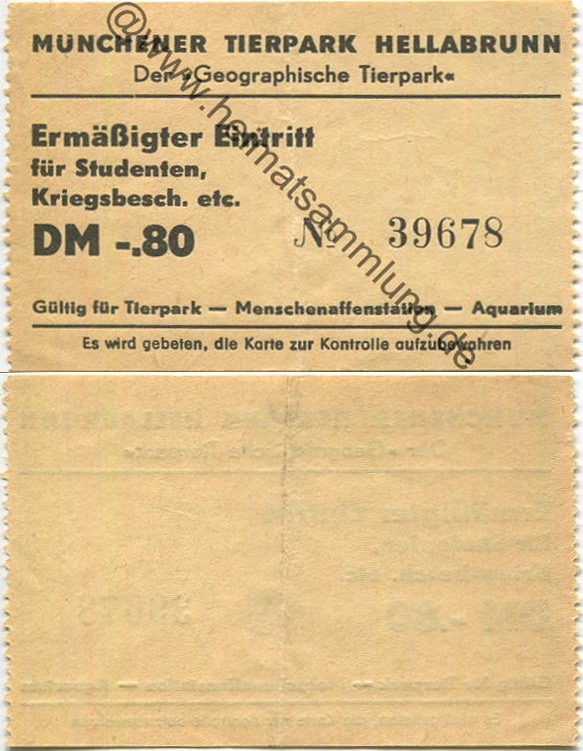 MÜNCHENER TIERPARK HELLABRUNN
Der »Geographische Tierpark«
Ermäßigter Eintritt
für Studenten,
Kriegsbesch. etc.
DM -.80 № 39678
Gültig für Tierpark — Menschenaffenstation — Aquarium
Es wird gebeten, die Karte zur Kontrolle aufzubewahren
@www.heimatsammlung.de